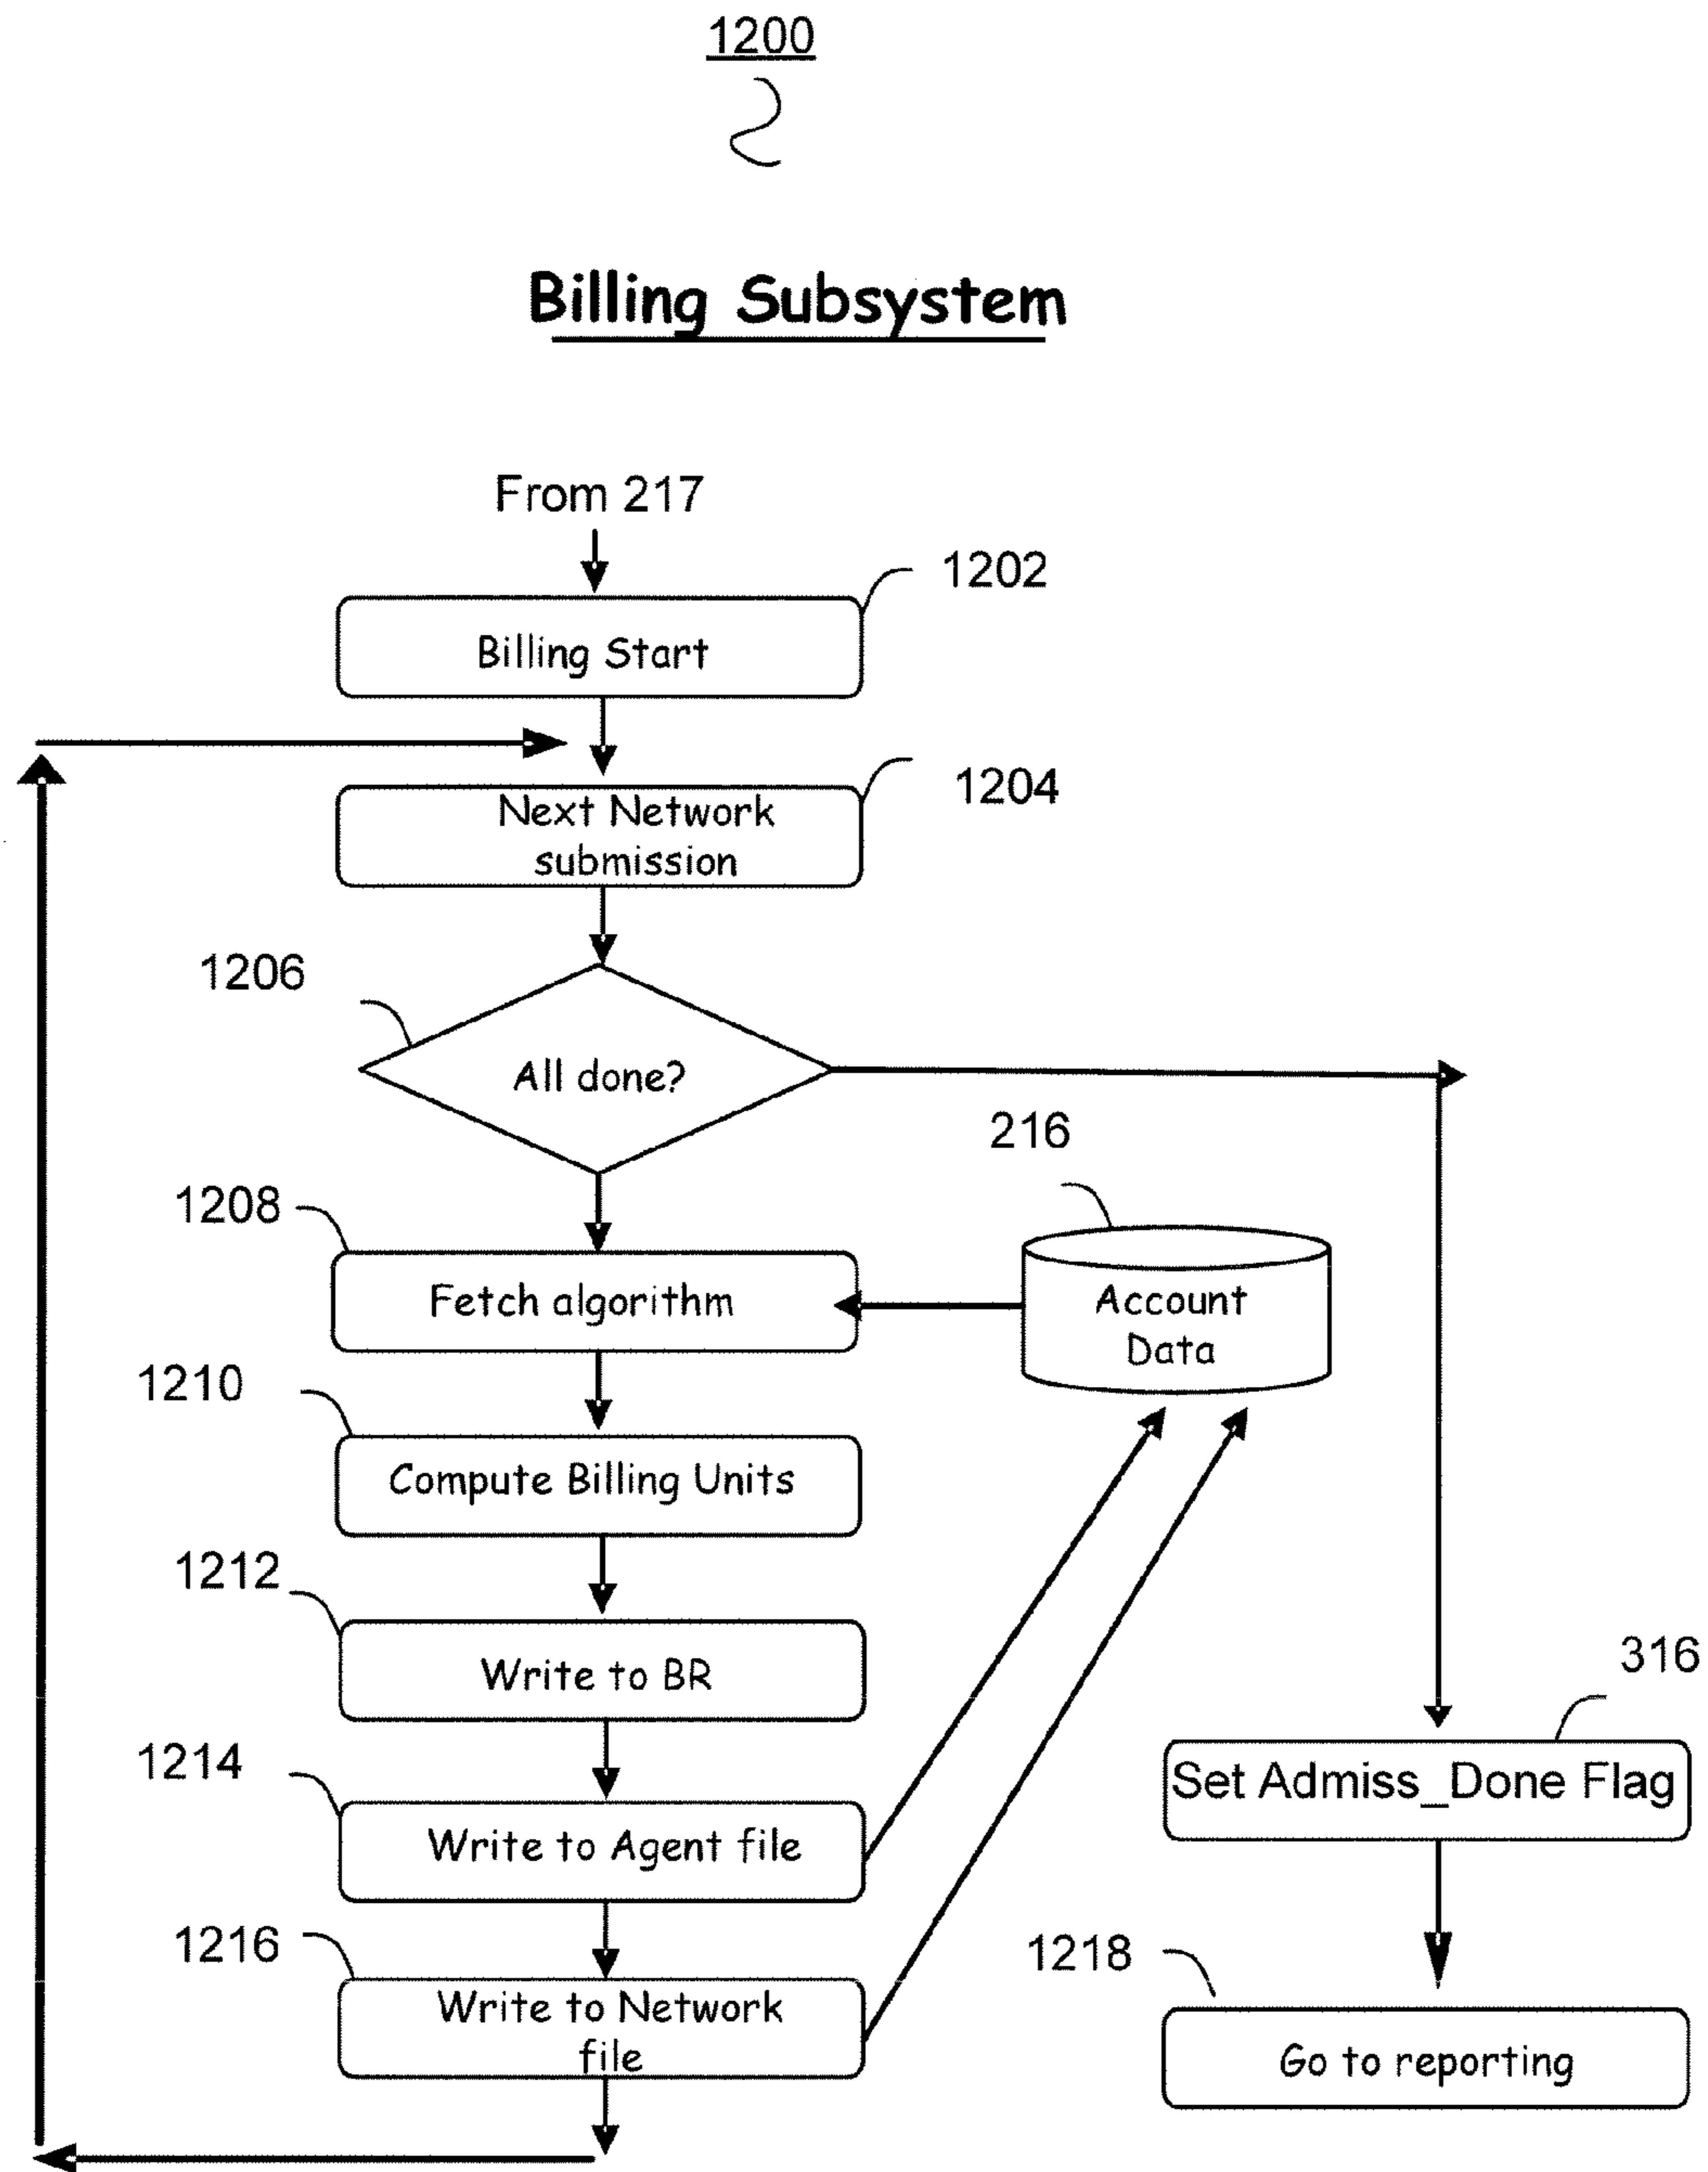 1200
Billing Subsystem
From 217
1202
Billing Start
1204
Next Network
submission
1206
All done?
216
1208
Fetch algorithm
Account
Data
1210
Compute Billing Units
1212
Write to BR
316
1214
Set Admiss_Done Flag
Write to Agent file
1216
1218
Write to Network
file
Go to reporting